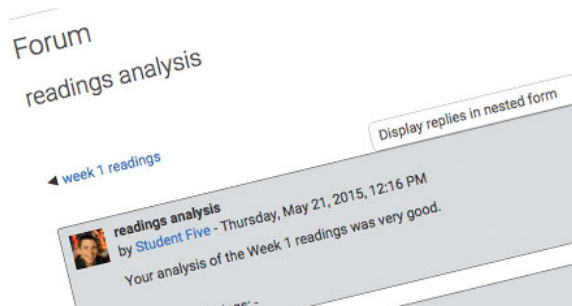 Forum
readings analysis
Display replies in nested form
◄ week 1 readings
readings analysis
by Student Five - Thursday, May 21, 2015, 12:16 PM
Your analysis of the Week 1 readings was very good.